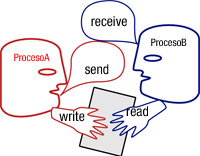 receive
ProcesoA
ProcesoB
send
write
read